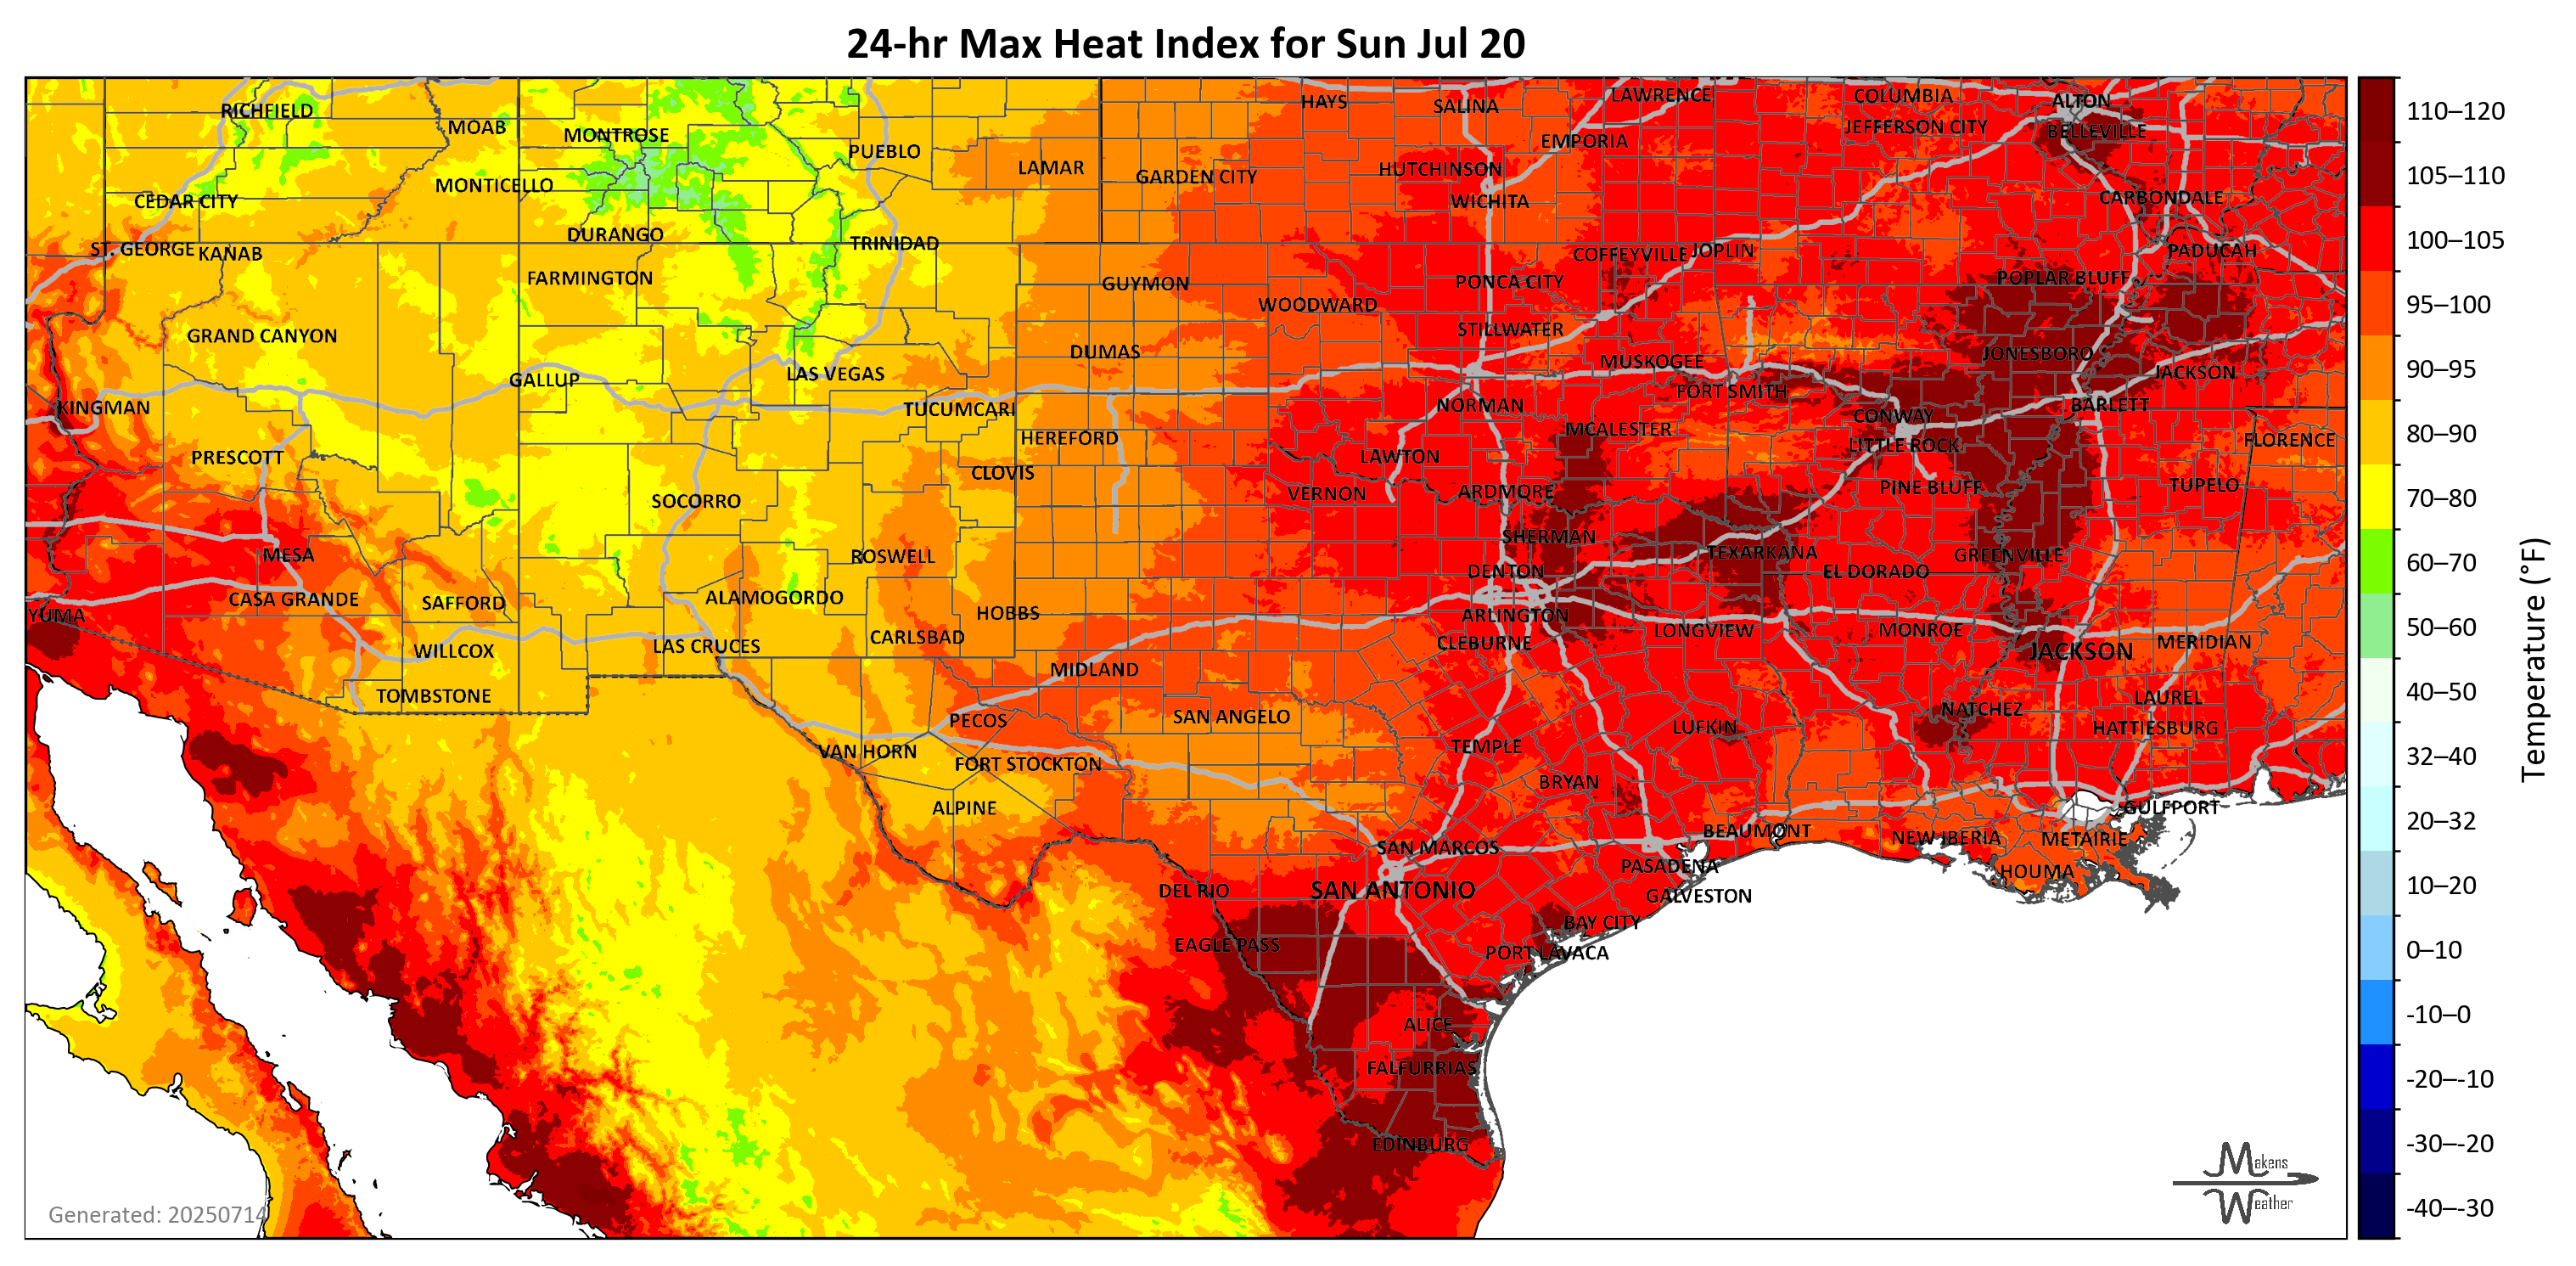 24-hr Max Heat Index for Sun Jul 20
RICHFIELD
MOAB
MONTROSE
PUEBLO
LAMAR
GARDEN CITY
HAYS
SALINA
LAWRENCE
COLUMBIA
ALTON
JEFFERSON CITY
BELLEVILLE
EMPORIA
HUTCHINSON
WICHITA
CEDAR CITY
MONTICELLO
CARBONDALE
ST. GEORGE
KANAB
DURANGO
TRINIDAD
COFFEYVILLE
JOPLIN
PADUCAH
FARMINGTON
GUYMON
WOODWARD
PONCA CITY
POPLAR BLUFF
GRAND CANYON
DUMAS
STILLWATER
MUSKOGEE
JONESBORO
GALLUP
LAS VEGAS
FORT SMITH
JACKSON
KINGMAN
TUCUMCARI
NORMAN
CONWAY
BARLETT
HEREFORD
MCALESTER
LITTLE ROCK
FLORENCE
PRESCOTT
CLOVIS
LAWTON
SOCORRO
VERNON
ARDMORE
PINE BLUFF
TUPELO
MESA
ROSWELL
SHERMAN
TEXARKANA
GREENVILLE
CASA GRANDE
SAFFORD
ALAMOGORDO
DENTON
EL DORADO
YUMA
HOBBS
ARLINGTON
LONGVIEW
MONROE
WILLCOX
LAS CRUCES
CARLSBAD
CLEBURNE
JACKSON
MERIDIAN
TOMBSTONE
MIDLAND
LAUREL
PECOS
SAN ANGELO
LUFKIN
NATCHEZ
HATTIESBURG
VAN HORN
FORT STOCKTON
TEMPLE
BRYAN
ALPINE
GULFPORT
SAN MARCOS
BEAUMONT
NEW IBERIA
METAIRIE
PASADENA
HOUMA
DEL RIO
SAN ANTONIO
GALVESTON
EAGLE PASS
BAY CITY
PORT LAVACA
ALICE
FALFURRIAS
EDINBURG
Generated: 20250714
Makens
Weather
110–120
105–110
100–105
95–100
90–95
80–90
70–80
60–70
50–60
40–50
32–40
20–32
10–20
0–10
-10–0
-20–-10
-30–-20
-40–-30
Temperature (°F)